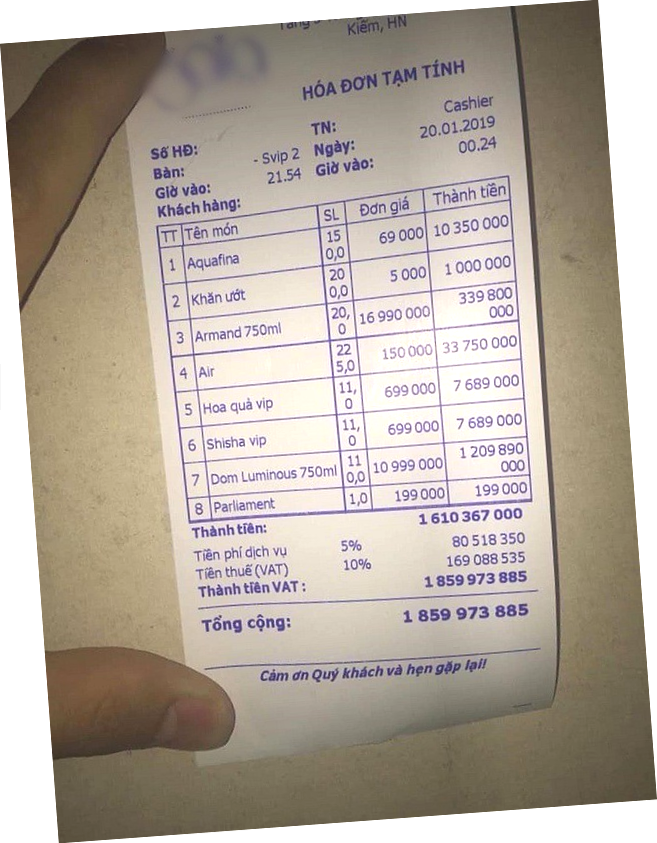 Kiếm, HN
HÓA ĐƠN TẠM TÍNH
Số HĐ: TN: Cashier
Bàn: - Svip 2 Ngày: 20.01.2019
Giờ vào: 21.54 Giờ vào: 00.24
Khách hàng:
TT Tên món SL Đơn giá Thành tiền
1 Aquafina 150,0 69 000 10 350 000
2 Khăn ướt 200,0 5 000 1 000 000
3 Armand 750ml 20,0 16 990 000 339 800 000
4 Air 225,0 150 000 33 750 000
5 Hoa quả vip 11,0 699 000 7 689 000
6 Shisha vip 11,0 699 000 7 689 000
7 Dom Luminous 750ml 110,0 10 999 000 1 209 890 000
8 Parliament 1,0 199 000 199 000
Thành tiền: 1 610 367 000
Tiền phí dịch vụ 5% 80 518 350
Tiền thuế (VAT) 10% 169 088 535
Thành tiền VAT : 1 859 973 885
Tổng cộng: 1 859 973 885
Cảm ơn Quý khách và hẹn gặp lại!